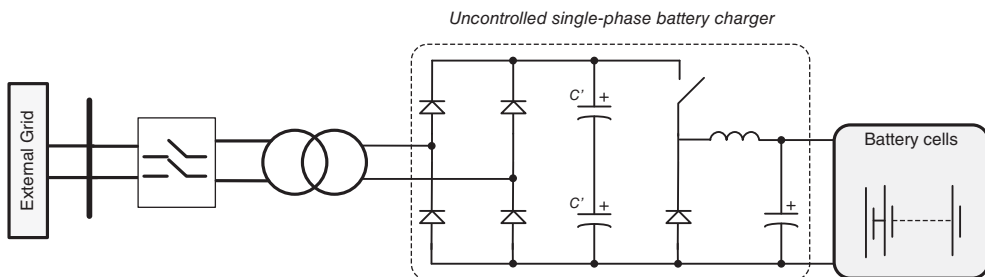 Uncontrolled single-phase battery charger
External Grid
C'
+
C'
+
+
Battery cells